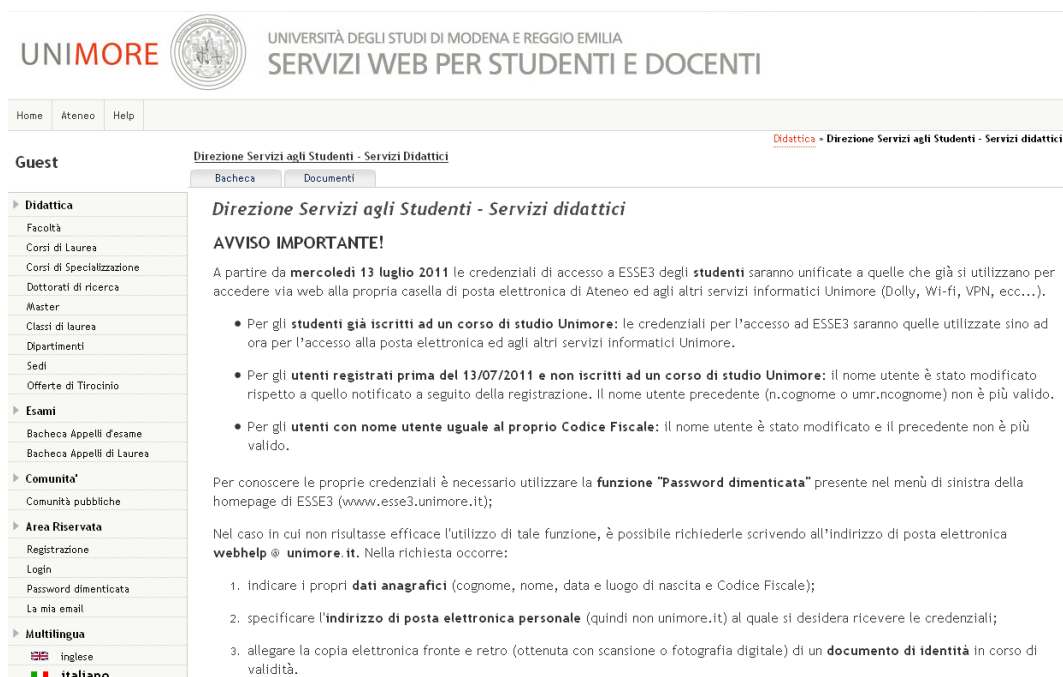 UNIMORE
UNIVERSITÀ DEGLI STUDI DI MODENA E REGGIO EMILIA
SERVIZI WEB PER STUDENTI E DOCENTI
Home Ateneo Help
Didattica » Direzione Servizi agli Studenti - Servizi didattici
Guest
Direzione Servizi agli Studenti - Servizi Didattici
Bacheca Documenti
Didattica
Facoltà
Corsi di Laurea
Corsi di Specializzazione
Dottorati di ricerca
Master
Classi di laurea
Dipartimenti
Sedi
Offerte di Tirocinio
Esami
Bacheca Appelli d'esame
Bacheca Appelli di Laurea
Comunita'
Comunità pubbliche
Area Riservata
Registrazione
Login
Password dimenticata
La mia email
Multilingua
inglese
italiano
Direzione Servizi agli Studenti - Servizi didattici
AVVISO IMPORTANTE!
A partire da mercoledì 13 luglio 2011 le credenziali di accesso a ESSE3 degli studenti saranno unificate a quelle che già si utilizzano per
accedere via web alla propria casella di posta elettronica di Ateneo ed agli altri servizi informatici Unimore (Dolly, Wi-fi, VPN, ecc...).
• Per gli studenti già iscritti ad un corso di studio Unimore: le credenziali per l'accesso ad ESSE3 saranno quelle utilizzate sino ad
ora per l'accesso alla posta elettronica ed agli altri servizi informatici Unimore.
• Per gli utenti registrati prima del 13/07/2011 e non iscritti ad un corso di studio Unimore: il nome utente è stato modificato
rispetto a quello notificato a seguito della registrazione. Il nome utente precedente (n.cognome o umr.ncognome) non è più valido.
• Per gli utenti con nome utente uguale al proprio Codice Fiscale: il nome utente è stato modificato e il precedente non è più
valido.
Per conoscere le proprie credenziali è necessario utilizzare la funzione "Password dimenticata" presente nel menù di sinistra della
homepage di ESSE3 (www.esse3.unimore.it);
Nel caso in cui non risultasse efficace l'utilizzo di tale funzione, è possibile richiederle scrivendo all'indirizzo di posta elettronica
webhelp @ unimore.it. Nella richiesta occorre:
1. indicare i propri dati anagrafici (cognome, nome, data e luogo di nascita e Codice Fiscale);
2. specificare l'indirizzo di posta elettronica personale (quindi non unimore.it) al quale si desidera ricevere le credenziali;
3. allegare la copia elettronica fronte e retro (ottenuta con scansione o fotografia digitale) di un documento di identità in corso di
validità.